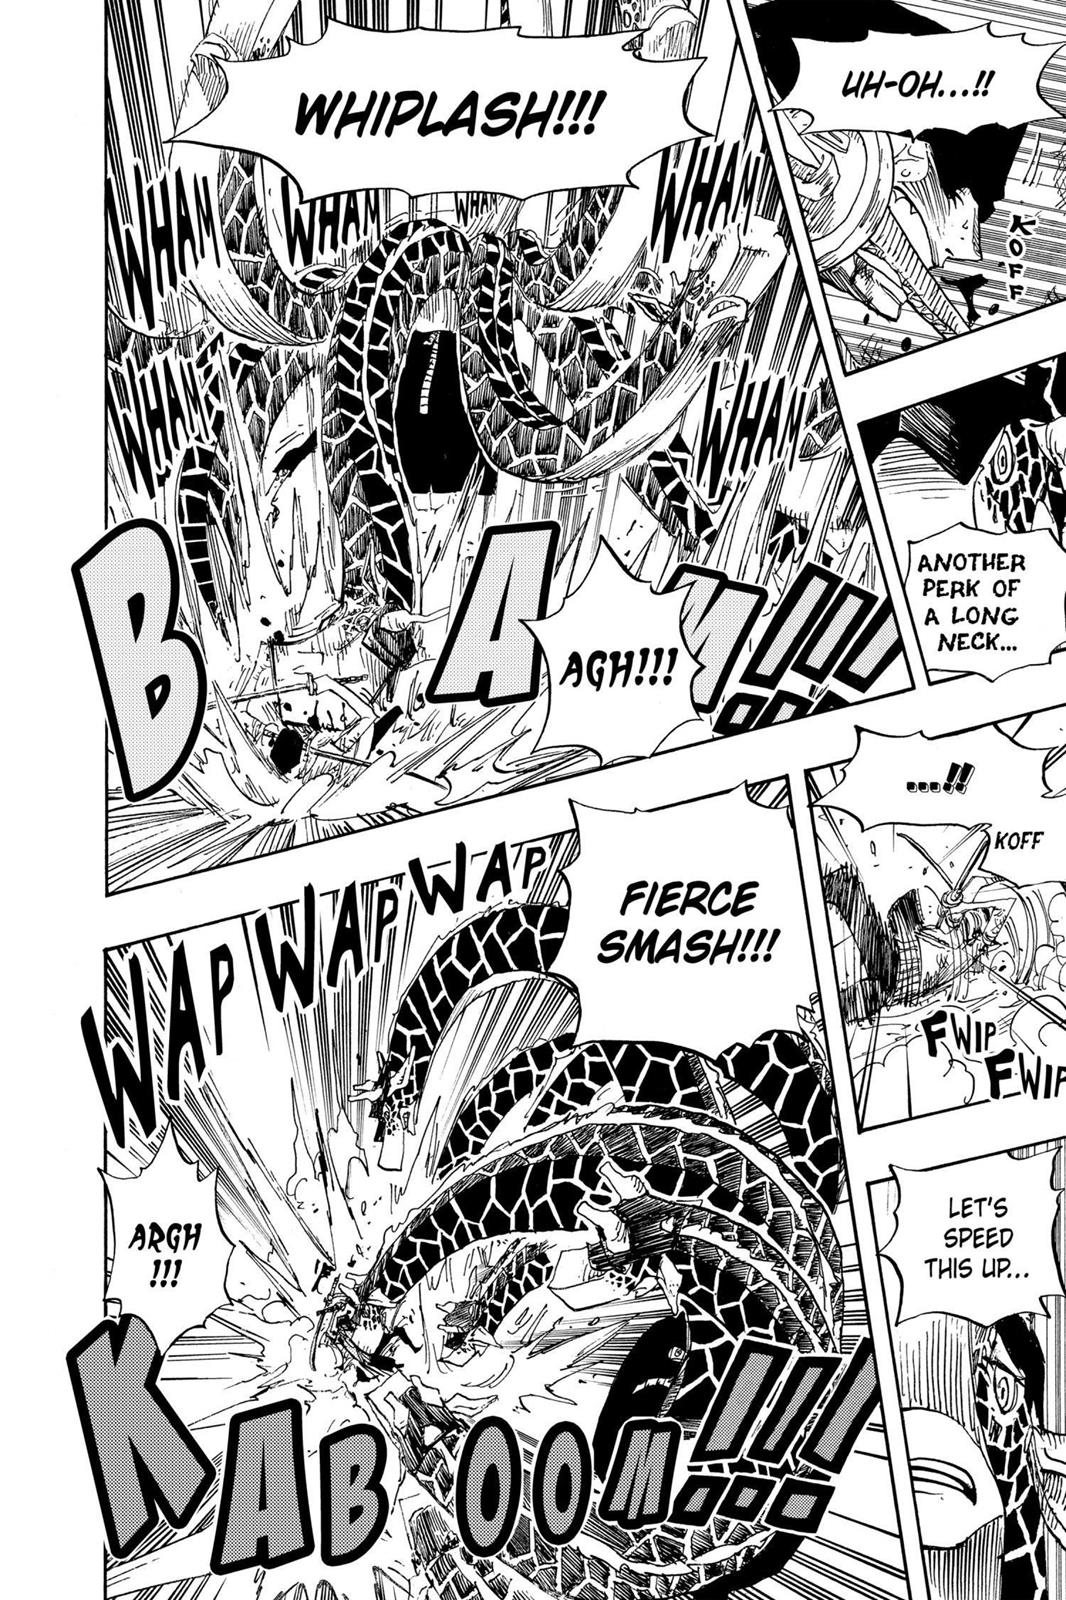 UH-OH...!!
KOFF
WHIPLASH!!!
WHAM
WHAM
WHAM
WHAM
WHAM
WHAM
ANOTHER
PERK OF
A LONG
NECK...
AGH!!!
BAM!!!
...!!
KOFF
FWIP
FWIP
FIERCE
SMASH!!!
WAP WAP WAP
LET'S
SPEED
THIS UP...
ARGH
!!!
KABOOM!!!